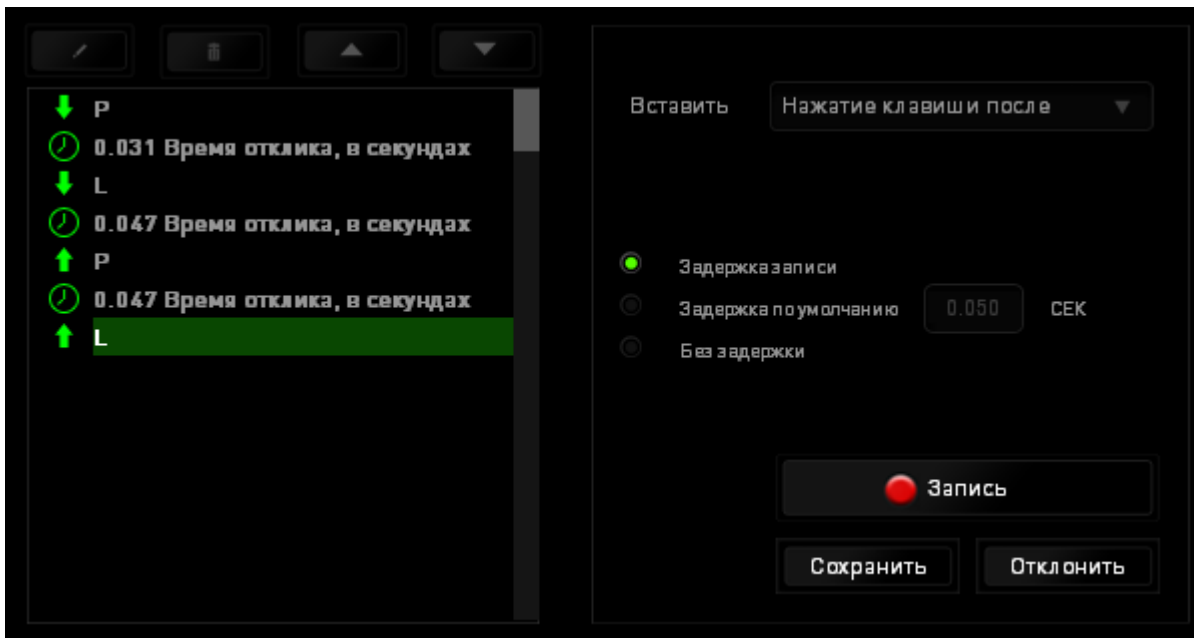 P
0.031 Время отклика, в секундах
L
0.047 Время отклика, в секундах
P
0.047 Время отклика, в секундах
L
Вставить Нажатие клавиши после
Задержка записи
Задержка по умолчанию 0.050 СЕК
Без задержки
Запись
Сохранить Отклонить